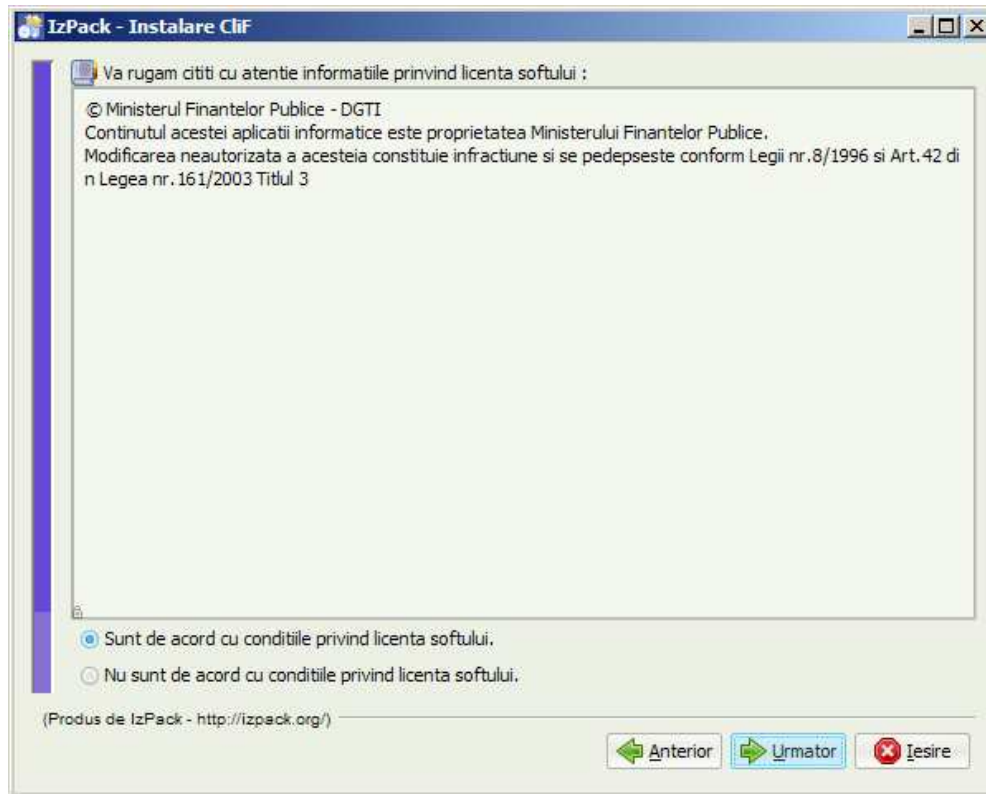 IzPack - Instalare CliF
Va rugam cititi cu atentie informatiile prinvind licenta softului :
© Ministerul Finantelor Publice - DGTI
Continutul acestei aplicatii informatice este proprietatea Ministerului Finantelor Publice.
Modificarea neautorizata a acesteia constituie infractiune si se pedepseste conform Legii nr.8/1996 si Art.42 di
n Legea nr.161/2003 Titlul 3
Sunt de acord cu conditiile privind licenta softului.
Nu sunt de acord cu conditiile privind licenta softului.
(Produs de IzPack - http://izpack.org/)
Anterior Urmator Iesire